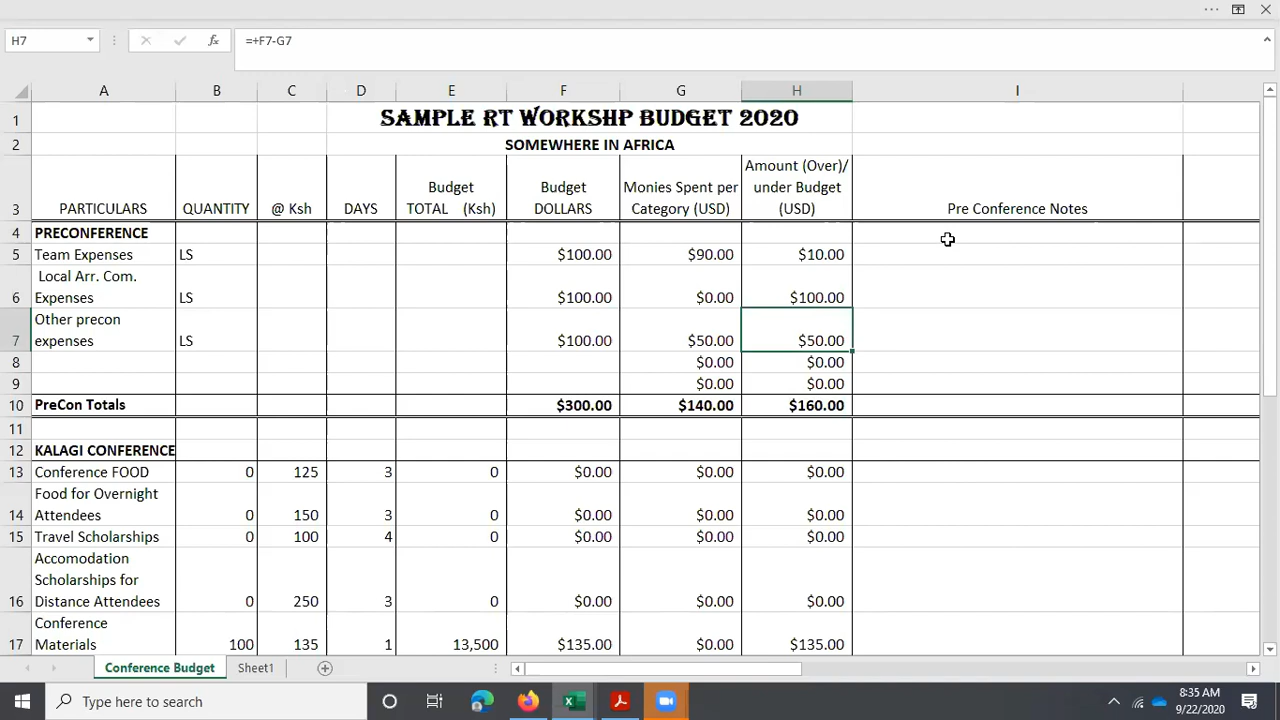 H7 fx =+F7-G7
A B C D E F G H I
1 SAMPLE RT WORKSHP BUDGET 2020
2 SOMEWHERE IN AFRICA
3 PARTICULARS QUANTITY @ Ksh DAYS Budget TOTAL (Ksh) Budget DOLLARS Monies Spent per Category (USD) Amount (Over)/ under Budget (USD) Pre Conference Notes
4 PRECONFERENCE
5 Team Expenses LS $100.00 $90.00 $10.00
6 Local Arr. Com. Expenses LS $100.00 $0.00 $100.00
7 Other precon expenses LS $100.00 $50.00 $50.00
8 $0.00 $0.00
9 $0.00 $0.00
10 PreCon Totals $300.00 $140.00 $160.00
11
12 KALAGI CONFERENCE
13 Conference FOOD 0 125 3 0 $0.00 $0.00 $0.00
14 Food for Overnight Attendees 0 150 3 0 $0.00 $0.00 $0.00
15 Travel Scholarships 0 100 4 0 $0.00 $0.00 $0.00
16 Accomodation Scholarships for Distance Attendees 0 250 3 0 $0.00 $0.00 $0.00
17 Conference Materials 100 135 1 13,500 $135.00 $0.00 $135.00
Conference Budget Sheet1
Type here to search
8:35 AM
9/22/2020